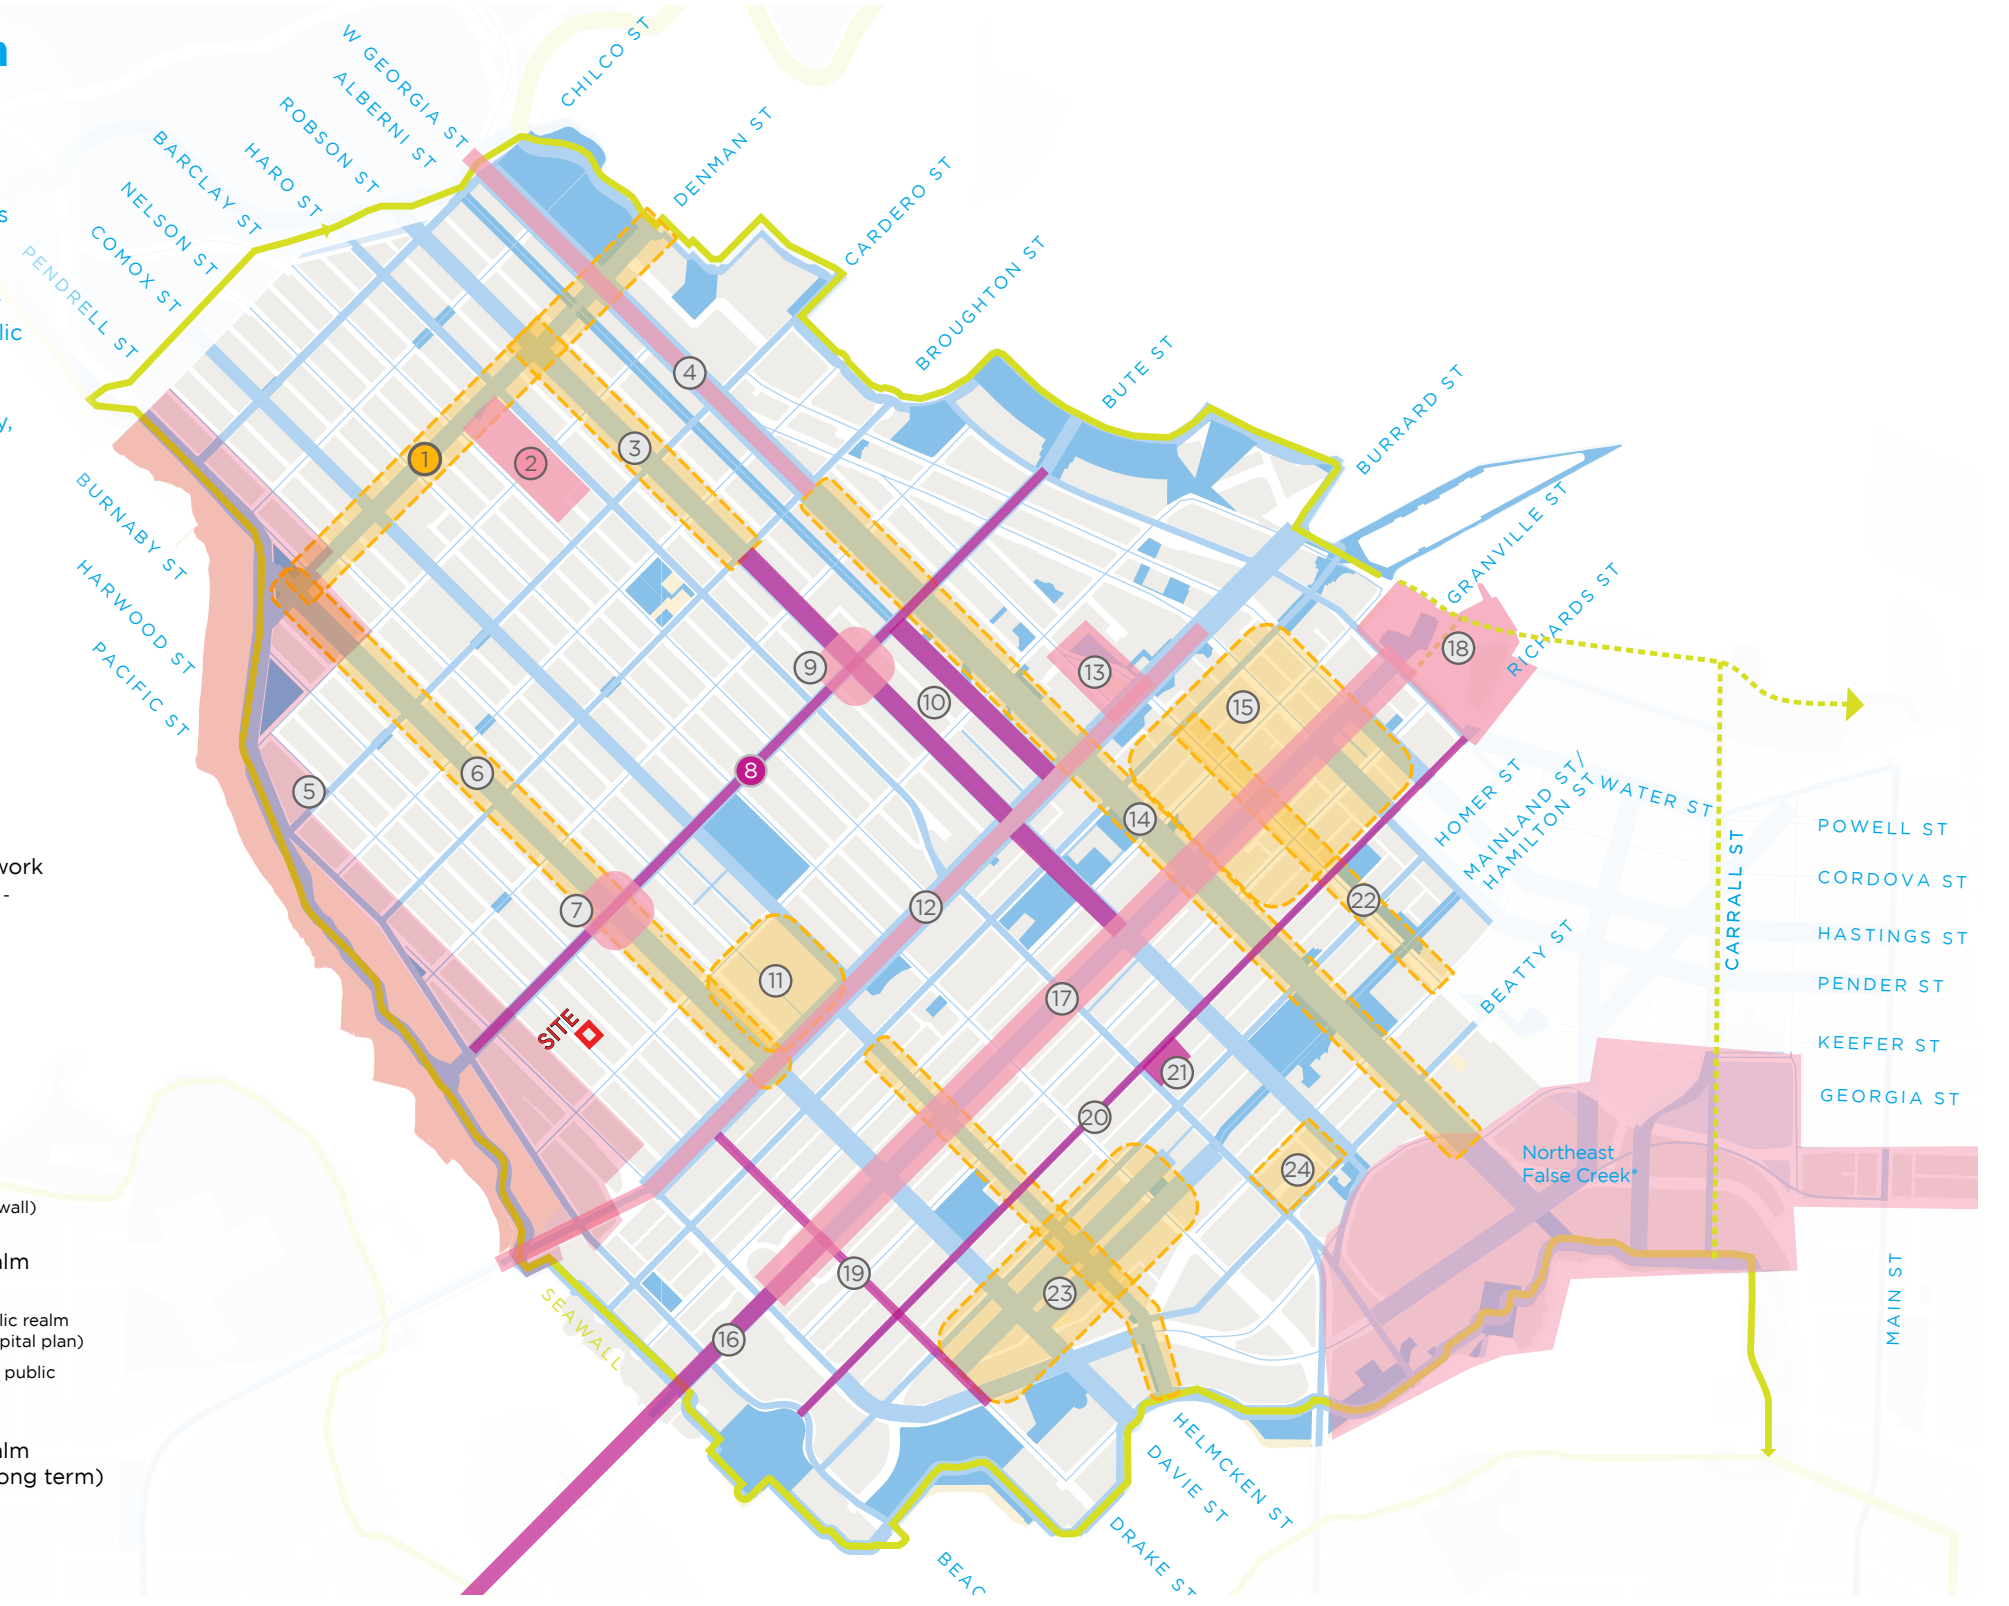 W GEORGIA ST
ALBERNI ST
ROBSON ST
HARO ST
BARCLAY ST
NELSON ST
COMOX ST
PENDRELL ST
CHILCO ST
DENMAN ST
CARDERO ST
BROUGHTON ST
BUTE ST
BURRARD ST
GRANVILLE ST
RICHARDS ST
HOMER ST
MAINLAND ST/
HAMILTON ST
WATER ST
BEATTY ST
CARRALL ST
POWELL ST
CORDOVA ST
HASTINGS ST
PENDER ST
KEEFER ST
GEORGIA ST
MAIN ST
BURNABY ST
HARWOOD ST
PACIFIC ST
s
lic
y,
work
-
wall)
lm
lic realm
pital plan)
public
lm
ong term)
1
2
3
4
5
6
7
8
9
10
11
12
13
14
15
16
17
18
19
20
21
22
23
24
SITE
Northeast
False Creek*
SEAWALL
HELMCKEN ST
DAVIE ST
DRAKE ST
BEAC